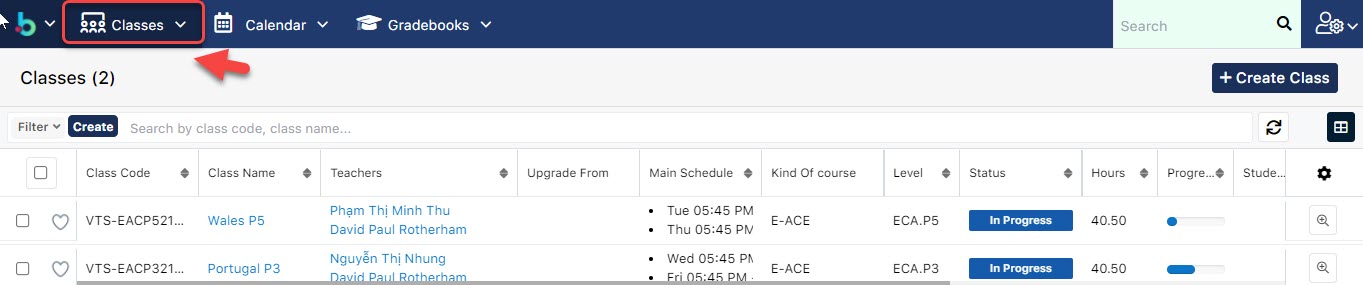 Classes Calendar Gradebooks Search
Classes (2) + Create Class
Filter Create Search by class code, class name...
Class Code Class Name Teachers Upgrade From Main Schedule Kind Of course Level Status Hours Progre... Stude...
VTS-EACP521... Wales P5 Phạm Thị Minh Thu • Tue 05:45 PM E-ACE ECA.P5 In Progress 40.50
David Paul Rotherham • Thu 05:45 PM
VTS-EACP321... Portugal P3 Nguyễn Thị Nhung • Wed 05:45 PM E-ACE ECA.P3 In Progress 40.50
David Paul Rotherham • Fri 05:45 PM